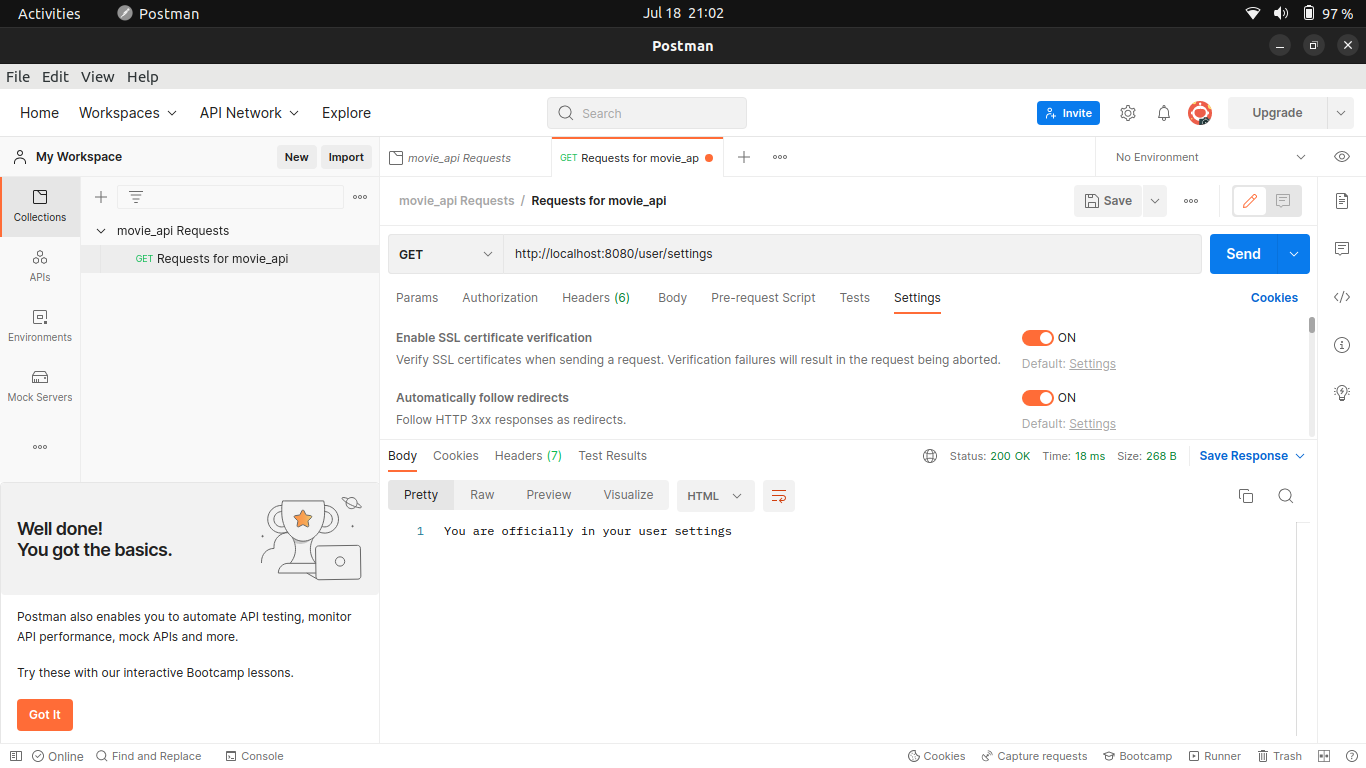 Activities Postman Jul 18 21:02 97 %
Postman
File Edit View Help
Home Workspaces API Network Explore Search Invite Upgrade
My Workspace New Import movie_api Requests GET Requests for movie_ap No Environment
Collections
movie_api Requests / Requests for movie_api Save
movie_api Requests
GET Requests for movie_api
GET http://localhost:8080/user/settings Send
APIs
Environments
Mock Servers
Params Authorization Headers (6) Body Pre-request Script Tests Settings Cookies
Enable SSL certificate verification ON
Verify SSL certificates when sending a request. Verification failures will result in the request being aborted. Default: Settings
Automatically follow redirects ON
Follow HTTP 3xx responses as redirects. Default: Settings
Body Cookies Headers (7) Test Results Status: 200 OK Time: 18 ms Size: 268 B Save Response
Pretty Raw Preview Visualize HTML
1 You are officially in your user settings
Well done!
You got the basics.
Postman also enables you to automate API testing, monitor
API performance, mock APIs and more.
Try these with our interactive Bootcamp lessons.
Got It
Online Find and Replace Console Cookies Capture requests Bootcamp Runner Trash